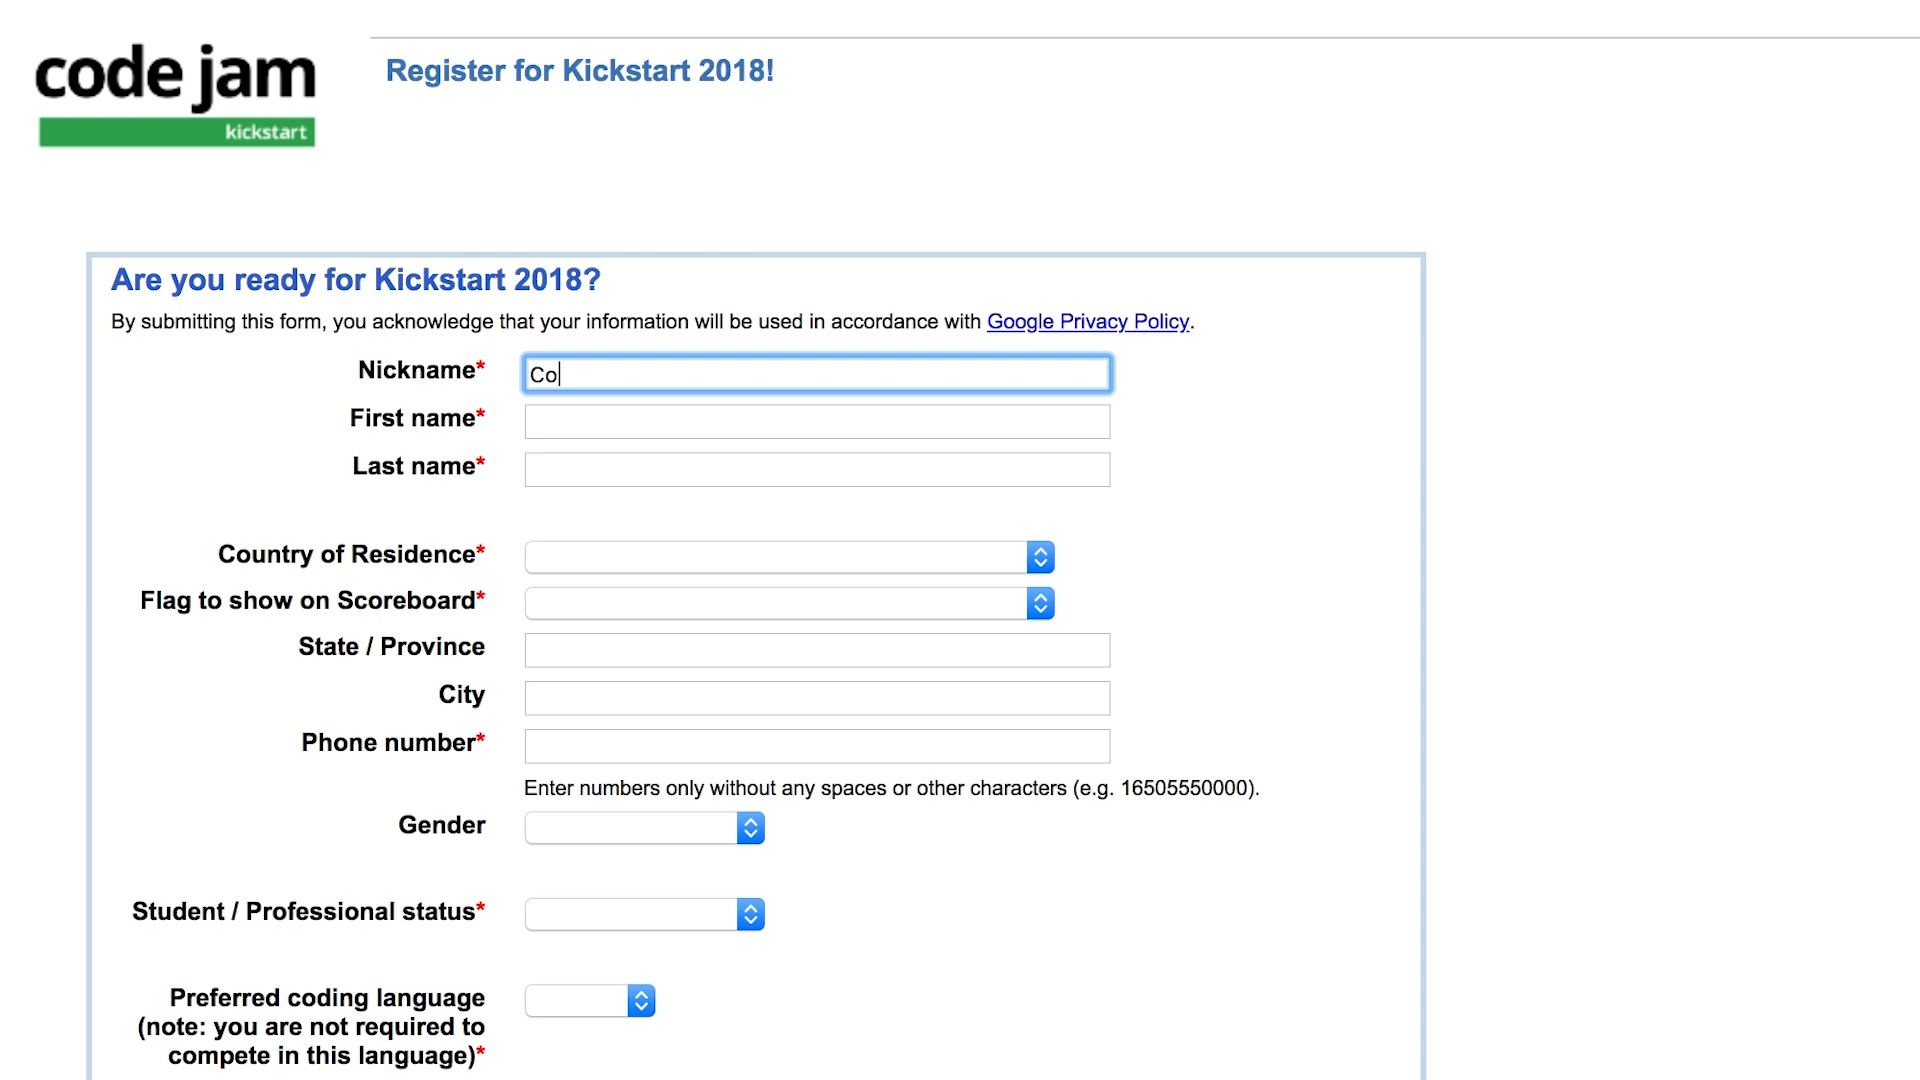 code jam
kickstart
Register for Kickstart 2018!
Are you ready for Kickstart 2018?
By submitting this form, you acknowledge that your information will be used in accordance with Google Privacy Policy.
Nickname*
Co
First name*
Last name*
Country of Residence*
Flag to show on Scoreboard*
State / Province
City
Phone number*
Enter numbers only without any spaces or other characters (e.g. 16505550000).
Gender
Student / Professional status*
Preferred coding language
(note: you are not required to
compete in this language)*